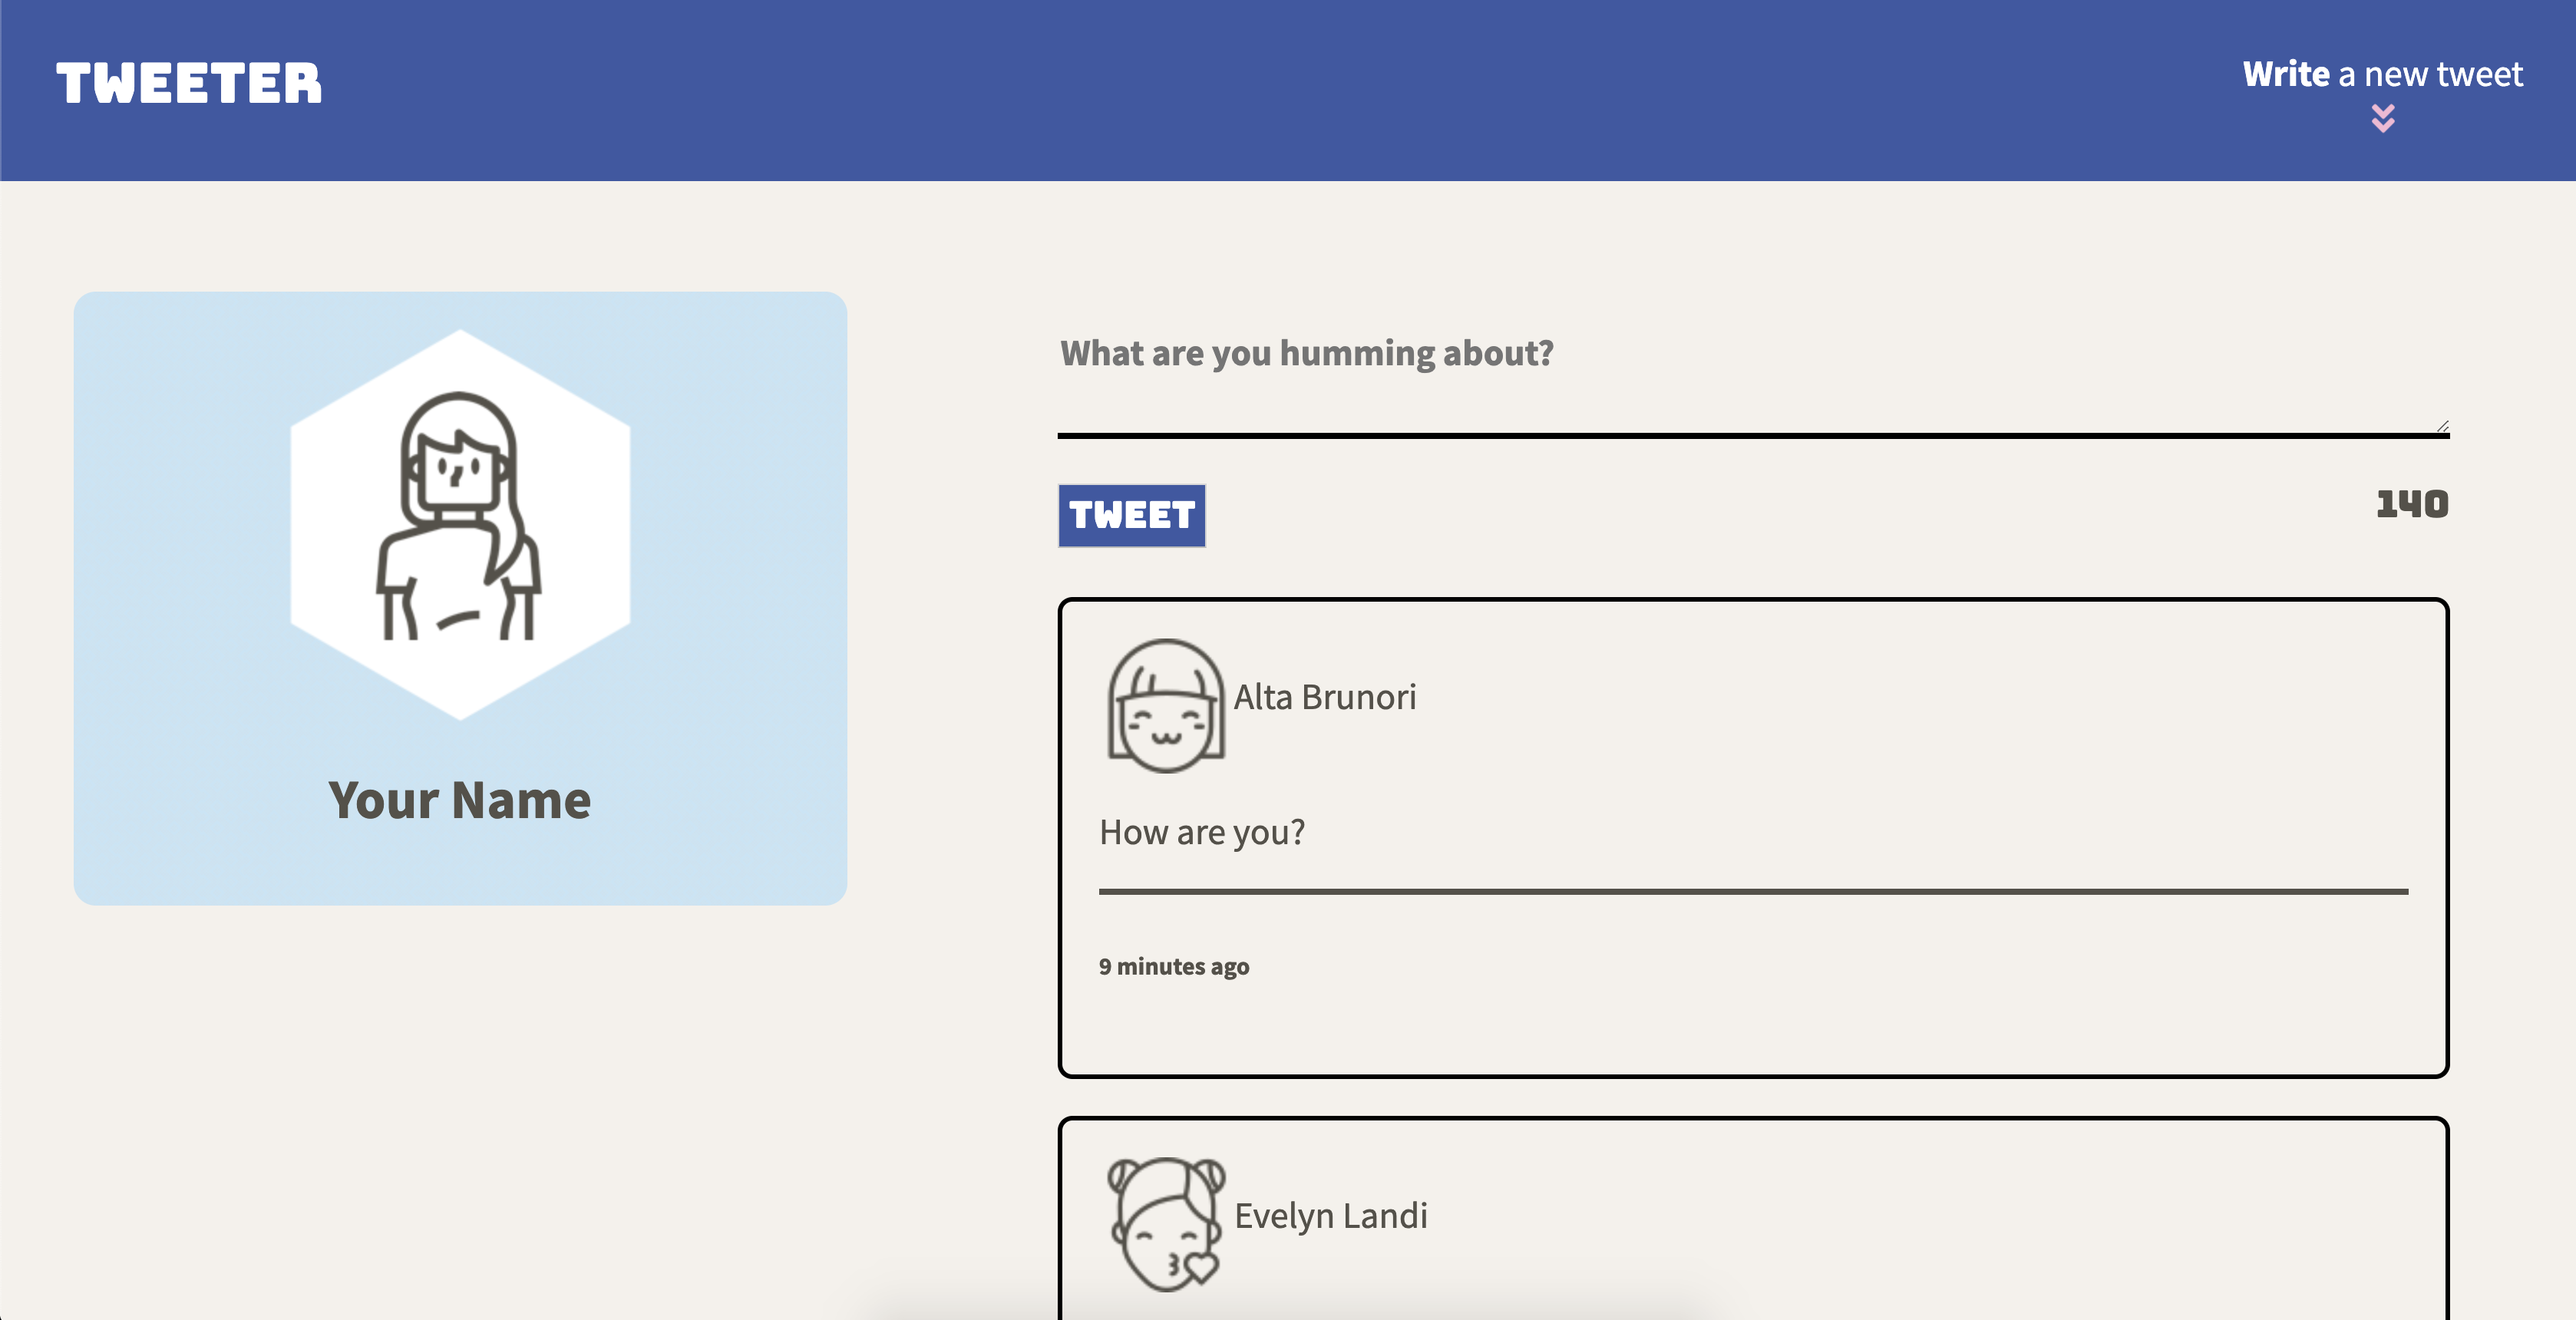 TWEETER
Write a new tweet
Your Name
What are you humming about?
TWEET
140
Alta Brunori
How are you?
9 minutes ago
Evelyn Landi